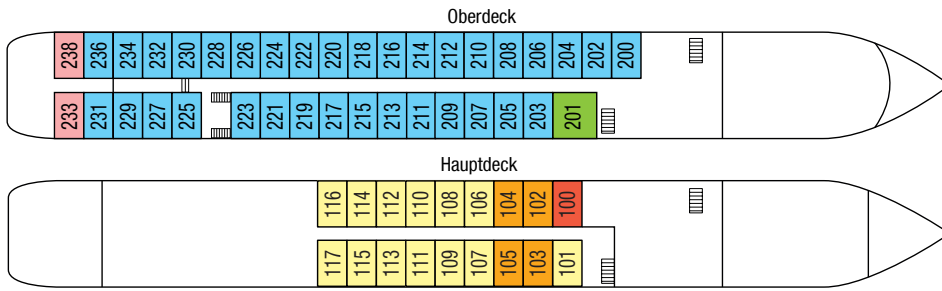 Oberdeck
238 236 234 232 230 228 226 224 222 220 218 216 214 212 210 208 206 204 202 200
233 231 229 227 225 223 221 219 217 215 213 211 209 207 205 203 201
Hauptdeck
116 114 112 110 108 106 104 102 100
117 115 113 111 109 107 105 103 101